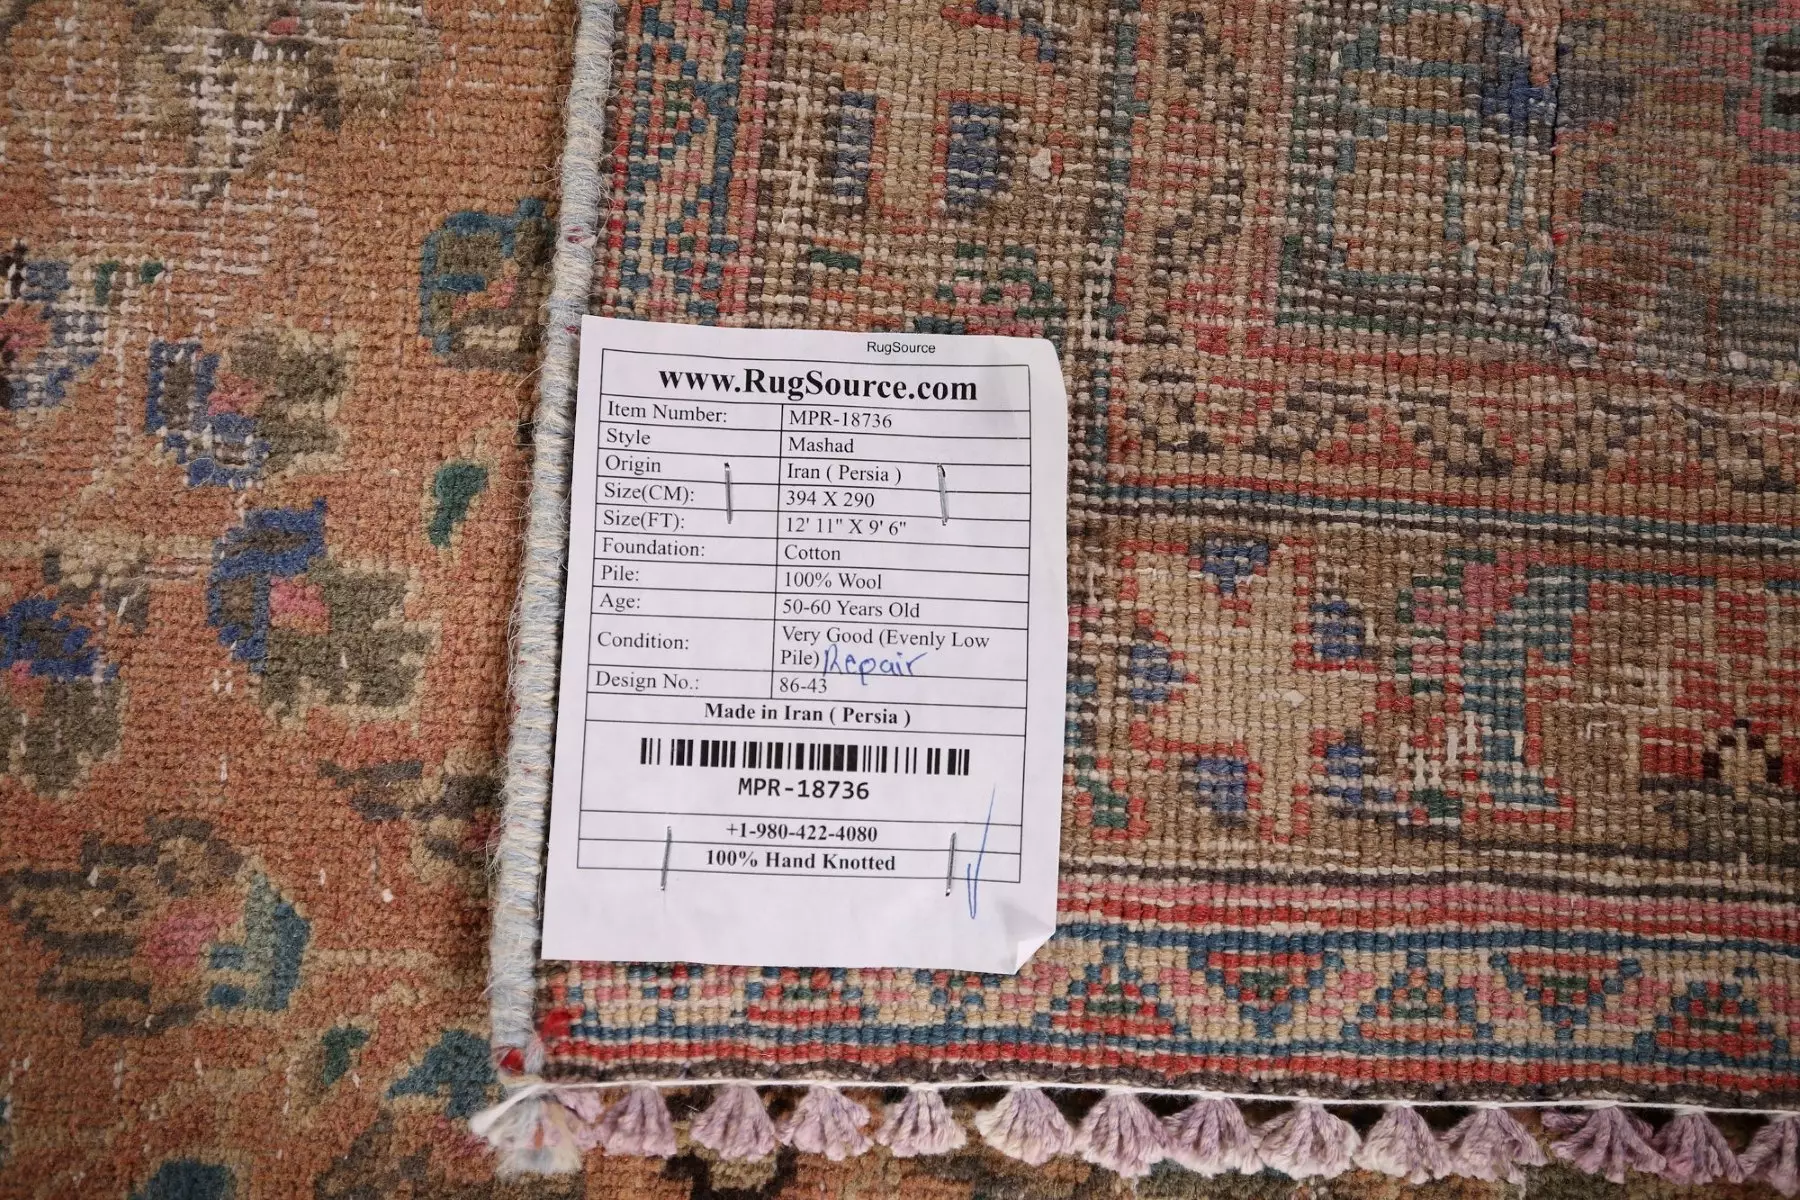 RugSource
www.RugSource.com
Item Number: MPR-18736
Style Mashad
Origin Iran ( Persia )
Size(CM): 394 X 290
Size(FT): 12' 11" X 9' 6"
Foundation: Cotton
Pile: 100% Wool
Age: 50-60 Years Old
Condition: Very Good (Evenly Low
Pile) Repair
Design No.: 86-43
Made in Iran ( Persia )
MPR-18736
+1-980-422-4080
100% Hand Knotted